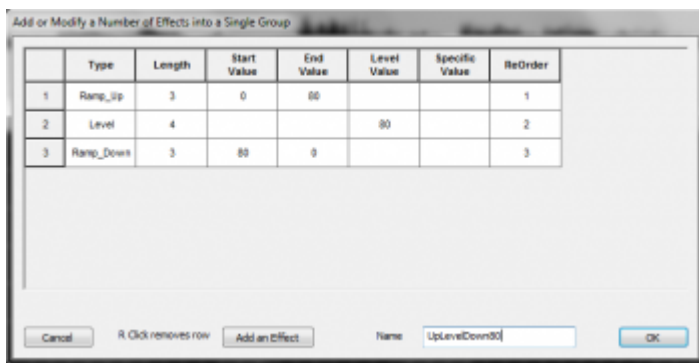 Add or Modify a Number of Effects into a Single Group
Type Length Start Value End Value Level Value Specific Value ReOrder
1 Ramp_Up 3 0 80 1
2 Level 4 80 2
3 Ramp_Down 3 80 0 3
Cancel R Click removes row Add an Effect Name UpLevelDown80 OK